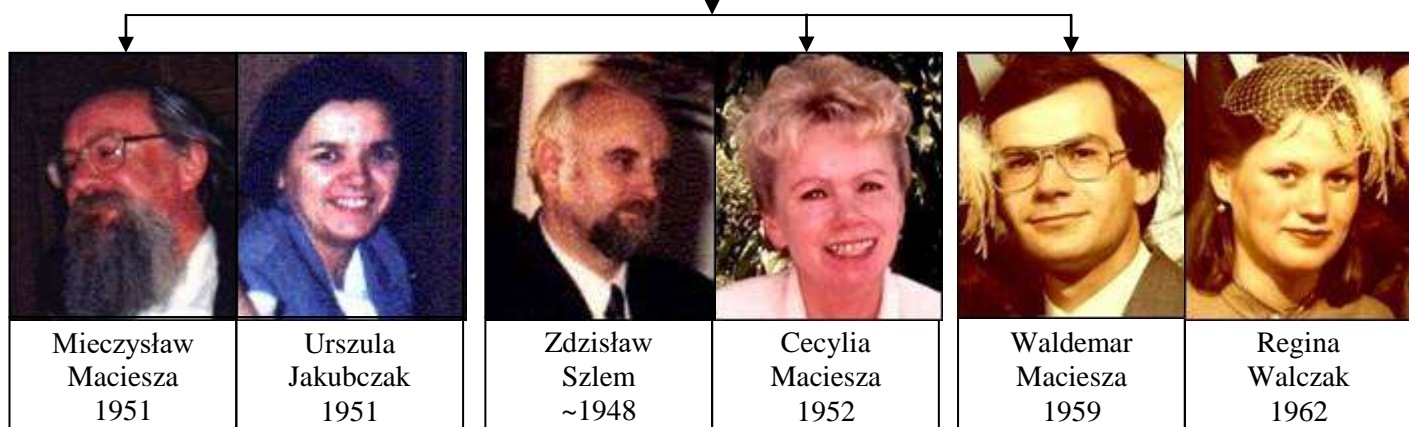 Mieczysław
Maciesza
1951
Urszula
Jakubczak
1951
Zdzisław
Szlem
~1948
Cecylia
Maciesza
1952
Waldemar
Maciesza
1959
Regina
Walczak
1962